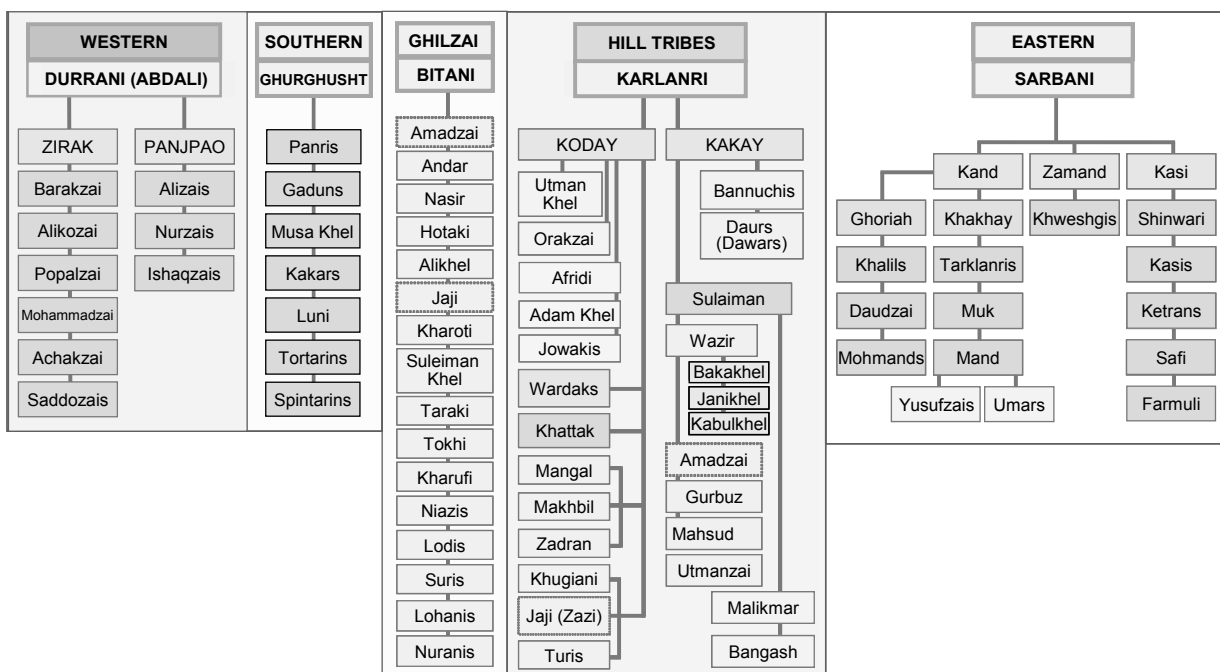 WESTERN
DURRANI (ABDALI)
ZIRAK
Barakzai
Alikozai
Popalzai
Mohammadzai
Achakzai
Saddozais
PANJPAO
Alizais
Nurzais
Ishaqzais
SOUTHERN
GHURGHUSHT
Panris
Gaduns
Musa Khel
Kakars
Luni
Tortarins
Spintarins
GHILZAI
BITANI
Amadzai
Andar
Nasir
Hotaki
Alikhel
Jaji
Kharoti
Suleiman
Khel
Taraki
Tokhi
Kharufi
Niazis
Lodis
Suris
Lohanis
Nuranis
HILL TRIBES
KARLANRI
KODAY
Utman
Khel
Orakzai
Afridi
Adam Khel
Jowakis
Wardaks
Khattak
Mangal
Makhbil
Zadran
Khugiani
Jaji (Zazi)
Turis
KAKAY
Bannuchis
Daurs
(Dawars)
Sulaiman
Wazir
Bakakhel
Janikhel
Kabulkhel
Amadzai
Gurbuz
Mahsud
Utmanzai
Malikmar
Bangash
EASTERN
SARBANI
Kand
Ghoriah
Khalils
Daudzai
Mohmands
Khakhay
Tarklanris
Muk
Mand
Yusufzais
Umars
Zamand
Khweshgis
Kasi
Shinwari
Kasis
Ketrans
Safi
Farmuli